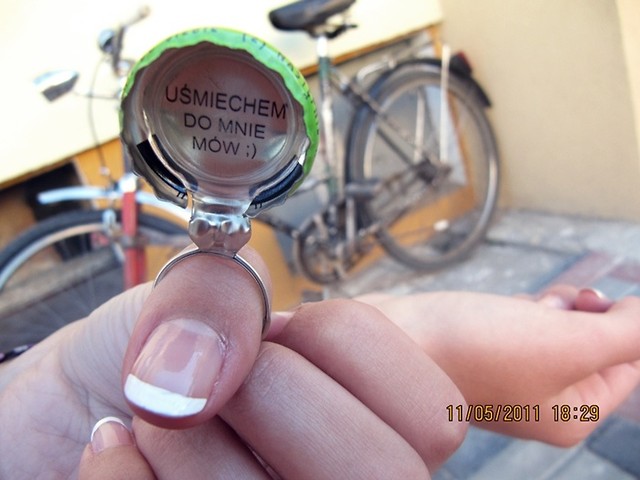 UŚMIECHEM
DO MNIE
MÓW ;)
11/05/2011 18:29